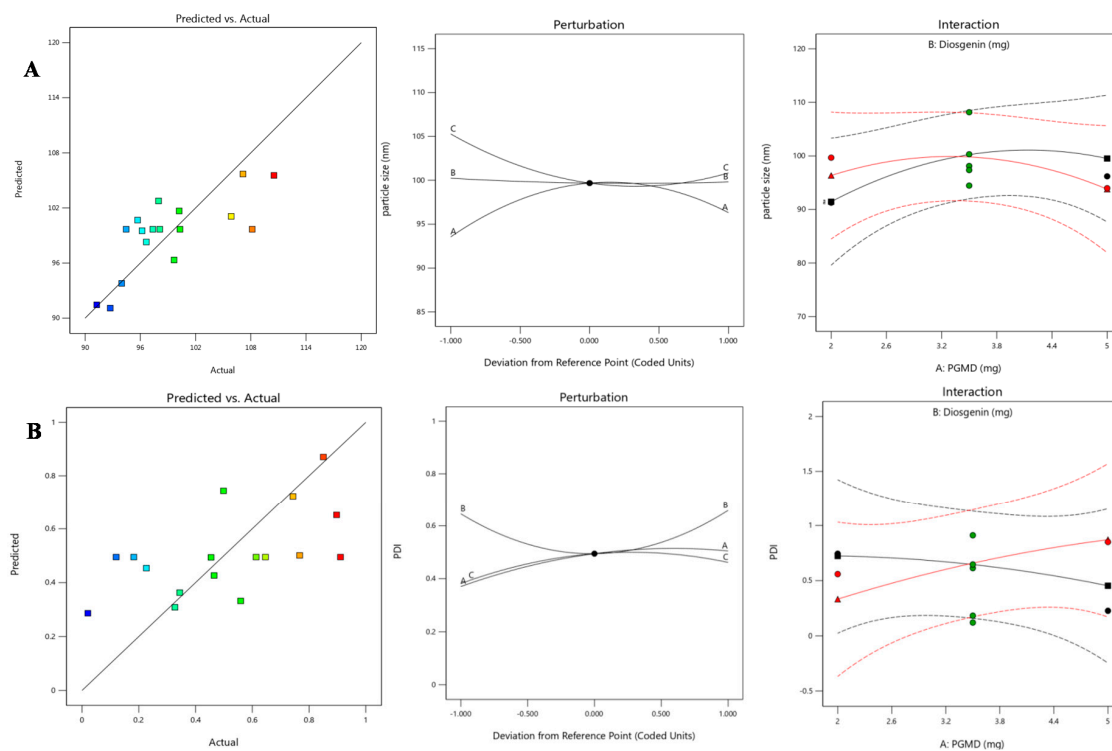 A
Predicted vs. Actual
Predicted
120
114
108
102
96
90
90
96
102
108
114
120
Actual
Perturbation
particle size (nm)
115
110
105
100
95
90
85
C
B
A
C
B
A
-1.000
-0.500
0.000
0.500
1.000
Deviation from Reference Point (Coded Units)
Interaction
B: Diosgenin (mg)
particle size (nm)
120
110
100
90
80
70
2
2.6
3.2
3.8
4.4
5
A: PGMD (mg)
B
Predicted vs. Actual
Predicted
1
0.8
0.6
0.4
0.2
0
0
0.2
0.4
0.6
0.8
1
Actual
Perturbation
PDI
1
0.8
0.6
0.4
0.2
0
B
A
C
B
A
C
-1.000
-0.500
0.000
0.500
1.000
Deviation from Reference Point (Coded Units)
Interaction
B: Diosgenin (mg)
PDI
2
1.5
1
0.5
0
-0.5
2
2.6
3.2
3.8
4.4
5
A: PGMD (mg)